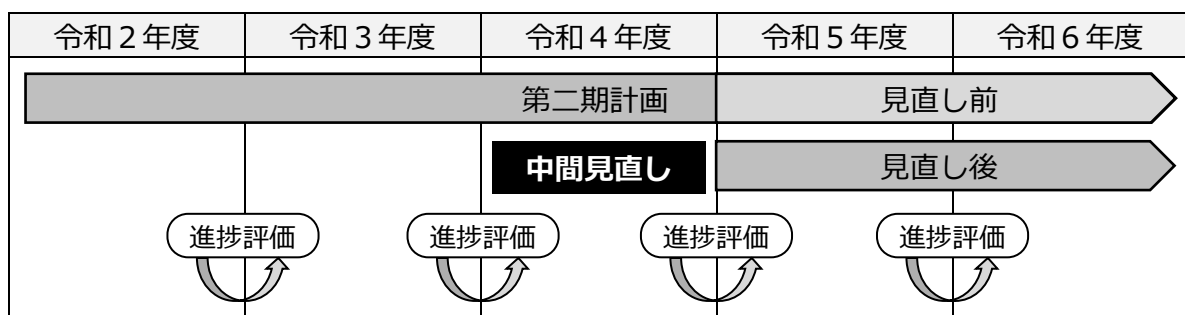 令和２年度 令和３年度 令和４年度 令和５年度 令和６年度
第二期計画 見直し前
中間見直し 見直し後
進捗評価 進捗評価 進捗評価 進捗評価